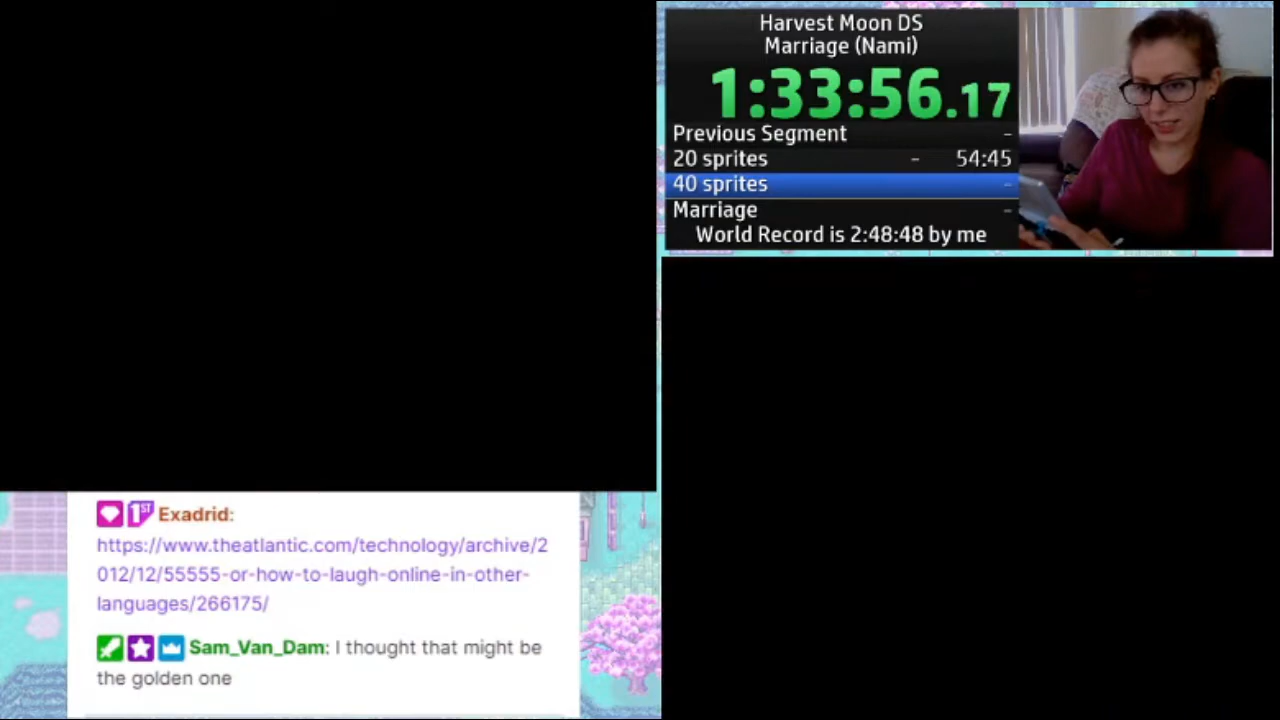 Harvest Moon DS
Marriage (Nami)
1:33:56.17
Previous Segment -
20 sprites - 54:45
40 sprites -
Marriage -
World Record is 2:48:48 by me
1ST Exadrid:
https://www.theatlantic.com/technology/archive/2
012/12/55555-or-how-to-laugh-online-in-other-
languages/266175/
Sam_Van_Dam: I thought that might be
the golden one